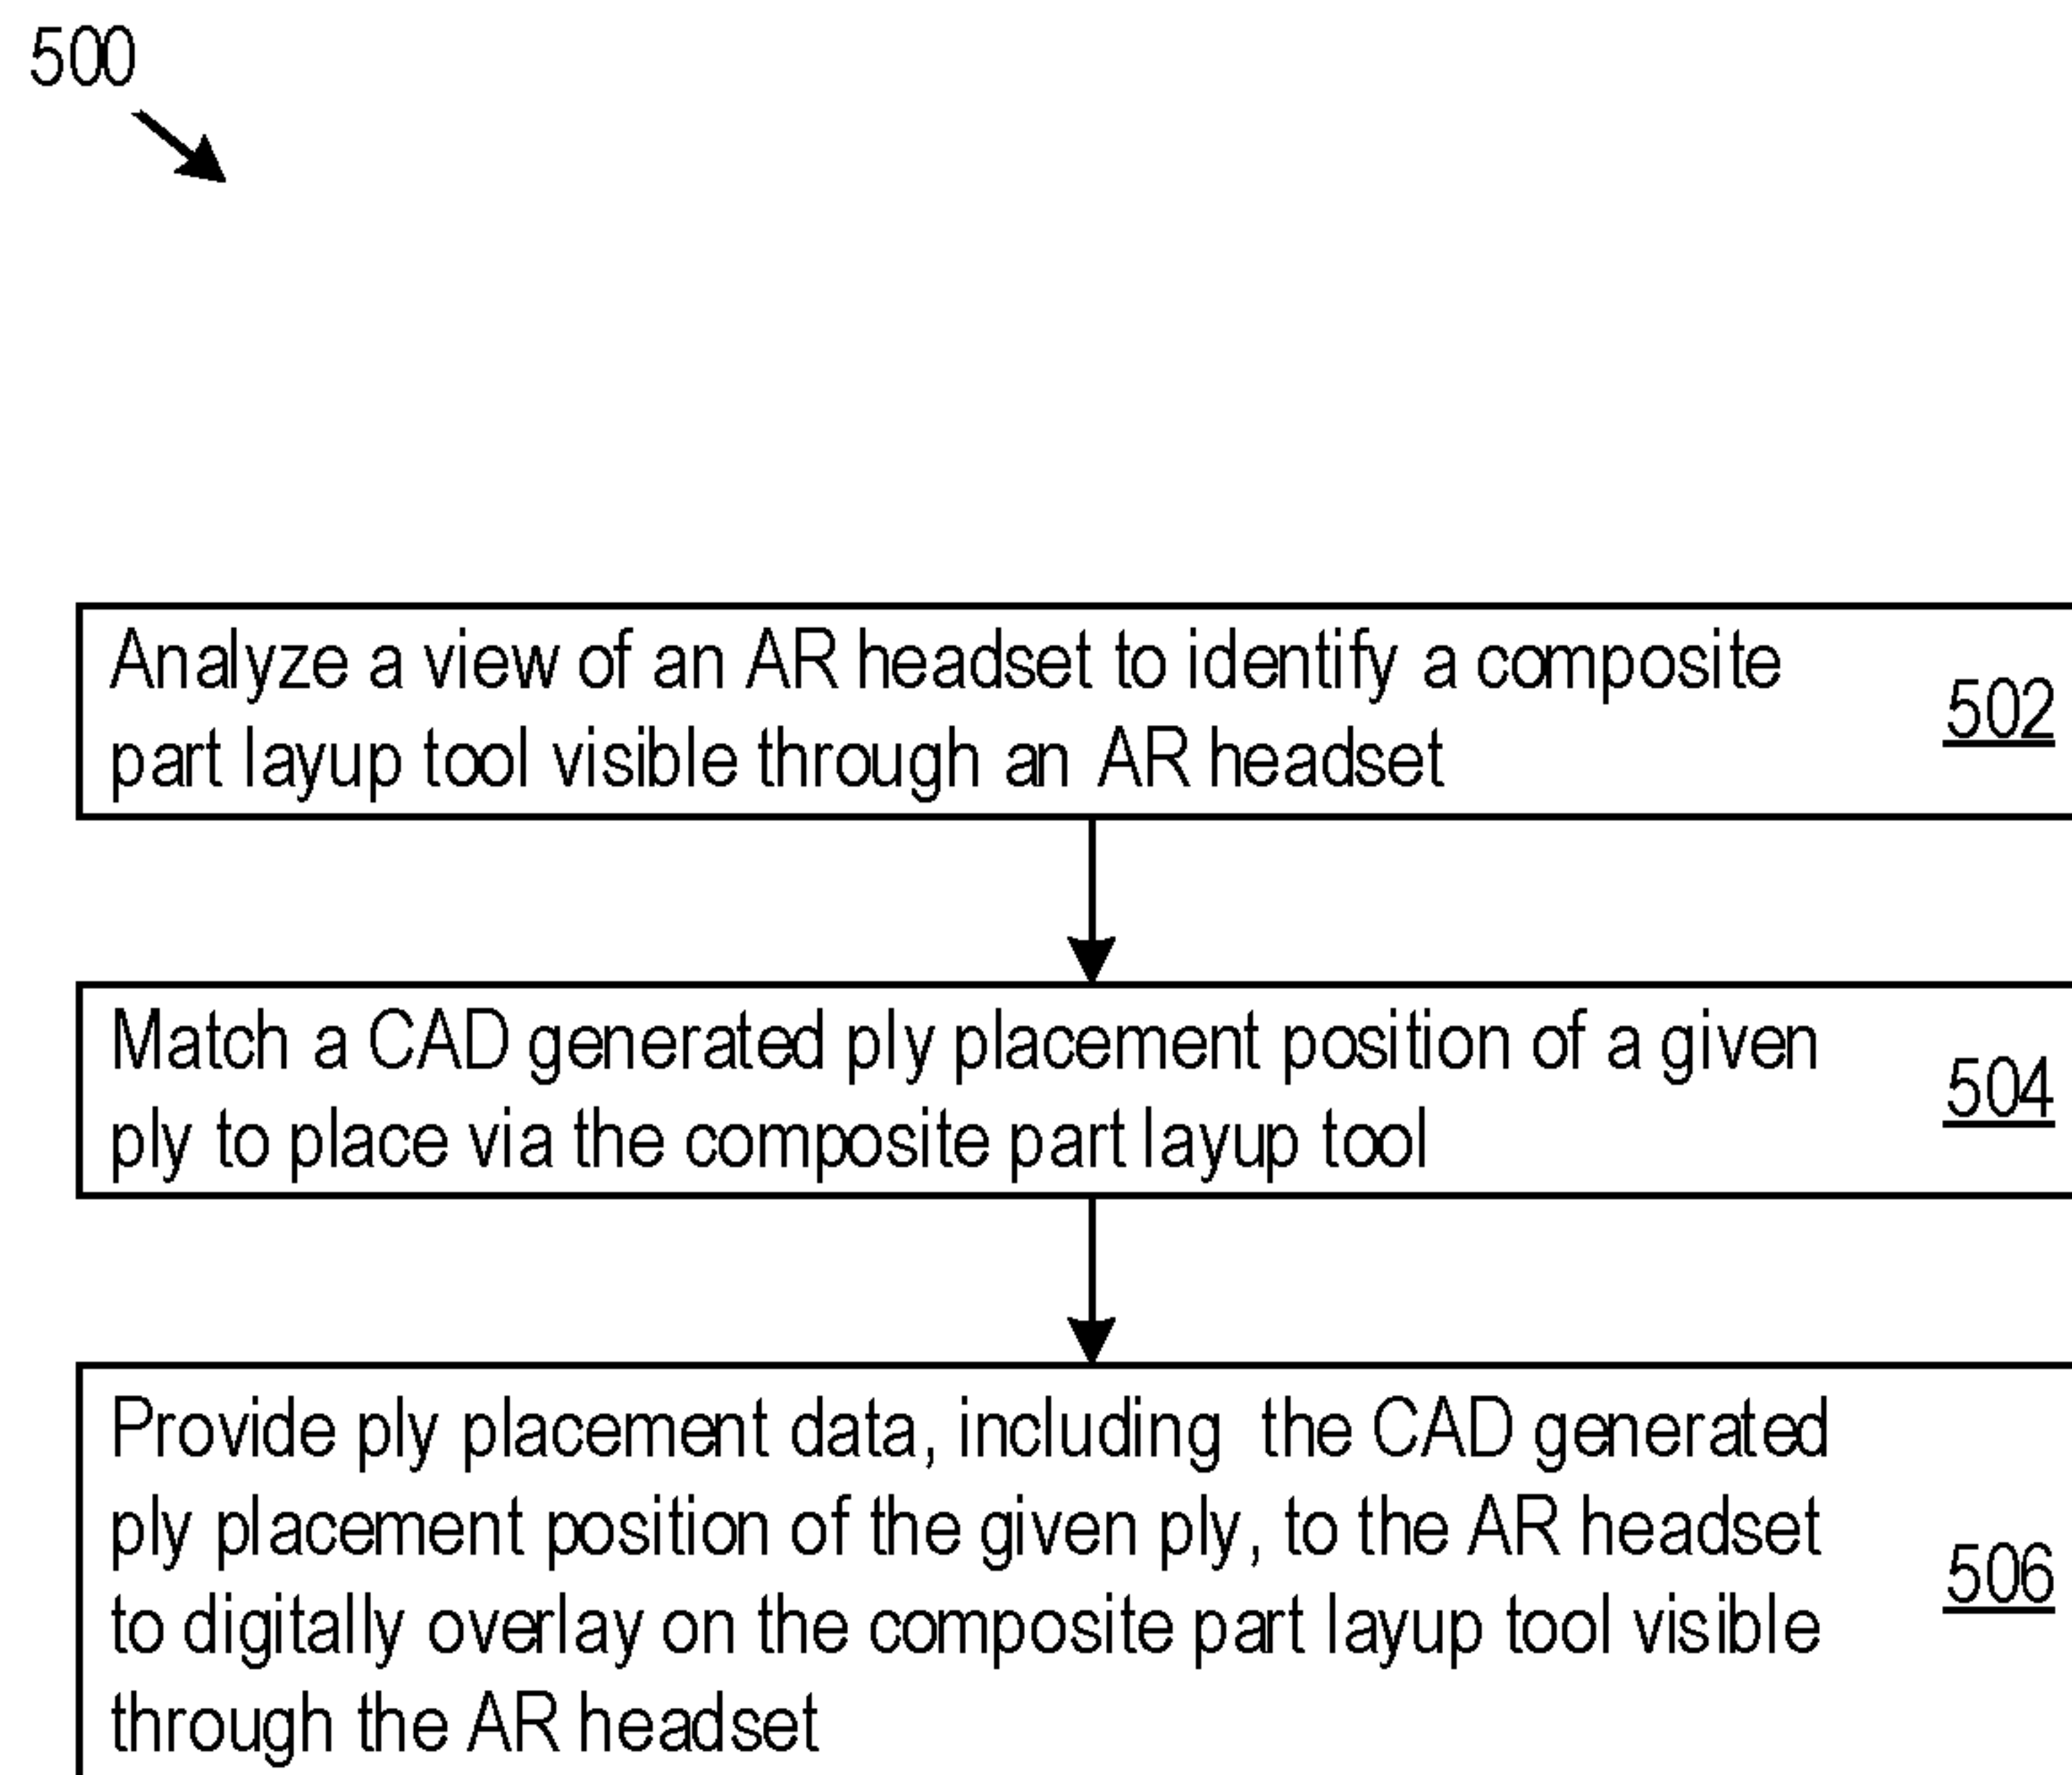 500
Analyze a view of an AR headset to identify a composite
part layup tool visible through an AR headset
502
Match a CAD generated ply placement position of a given
ply to place via the composite part layup tool
504
Provide ply placement data, including the CAD generated
ply placement position of the given ply, to the AR headset
to digitally overlay on the composite part layup tool visible
through the AR headset
506